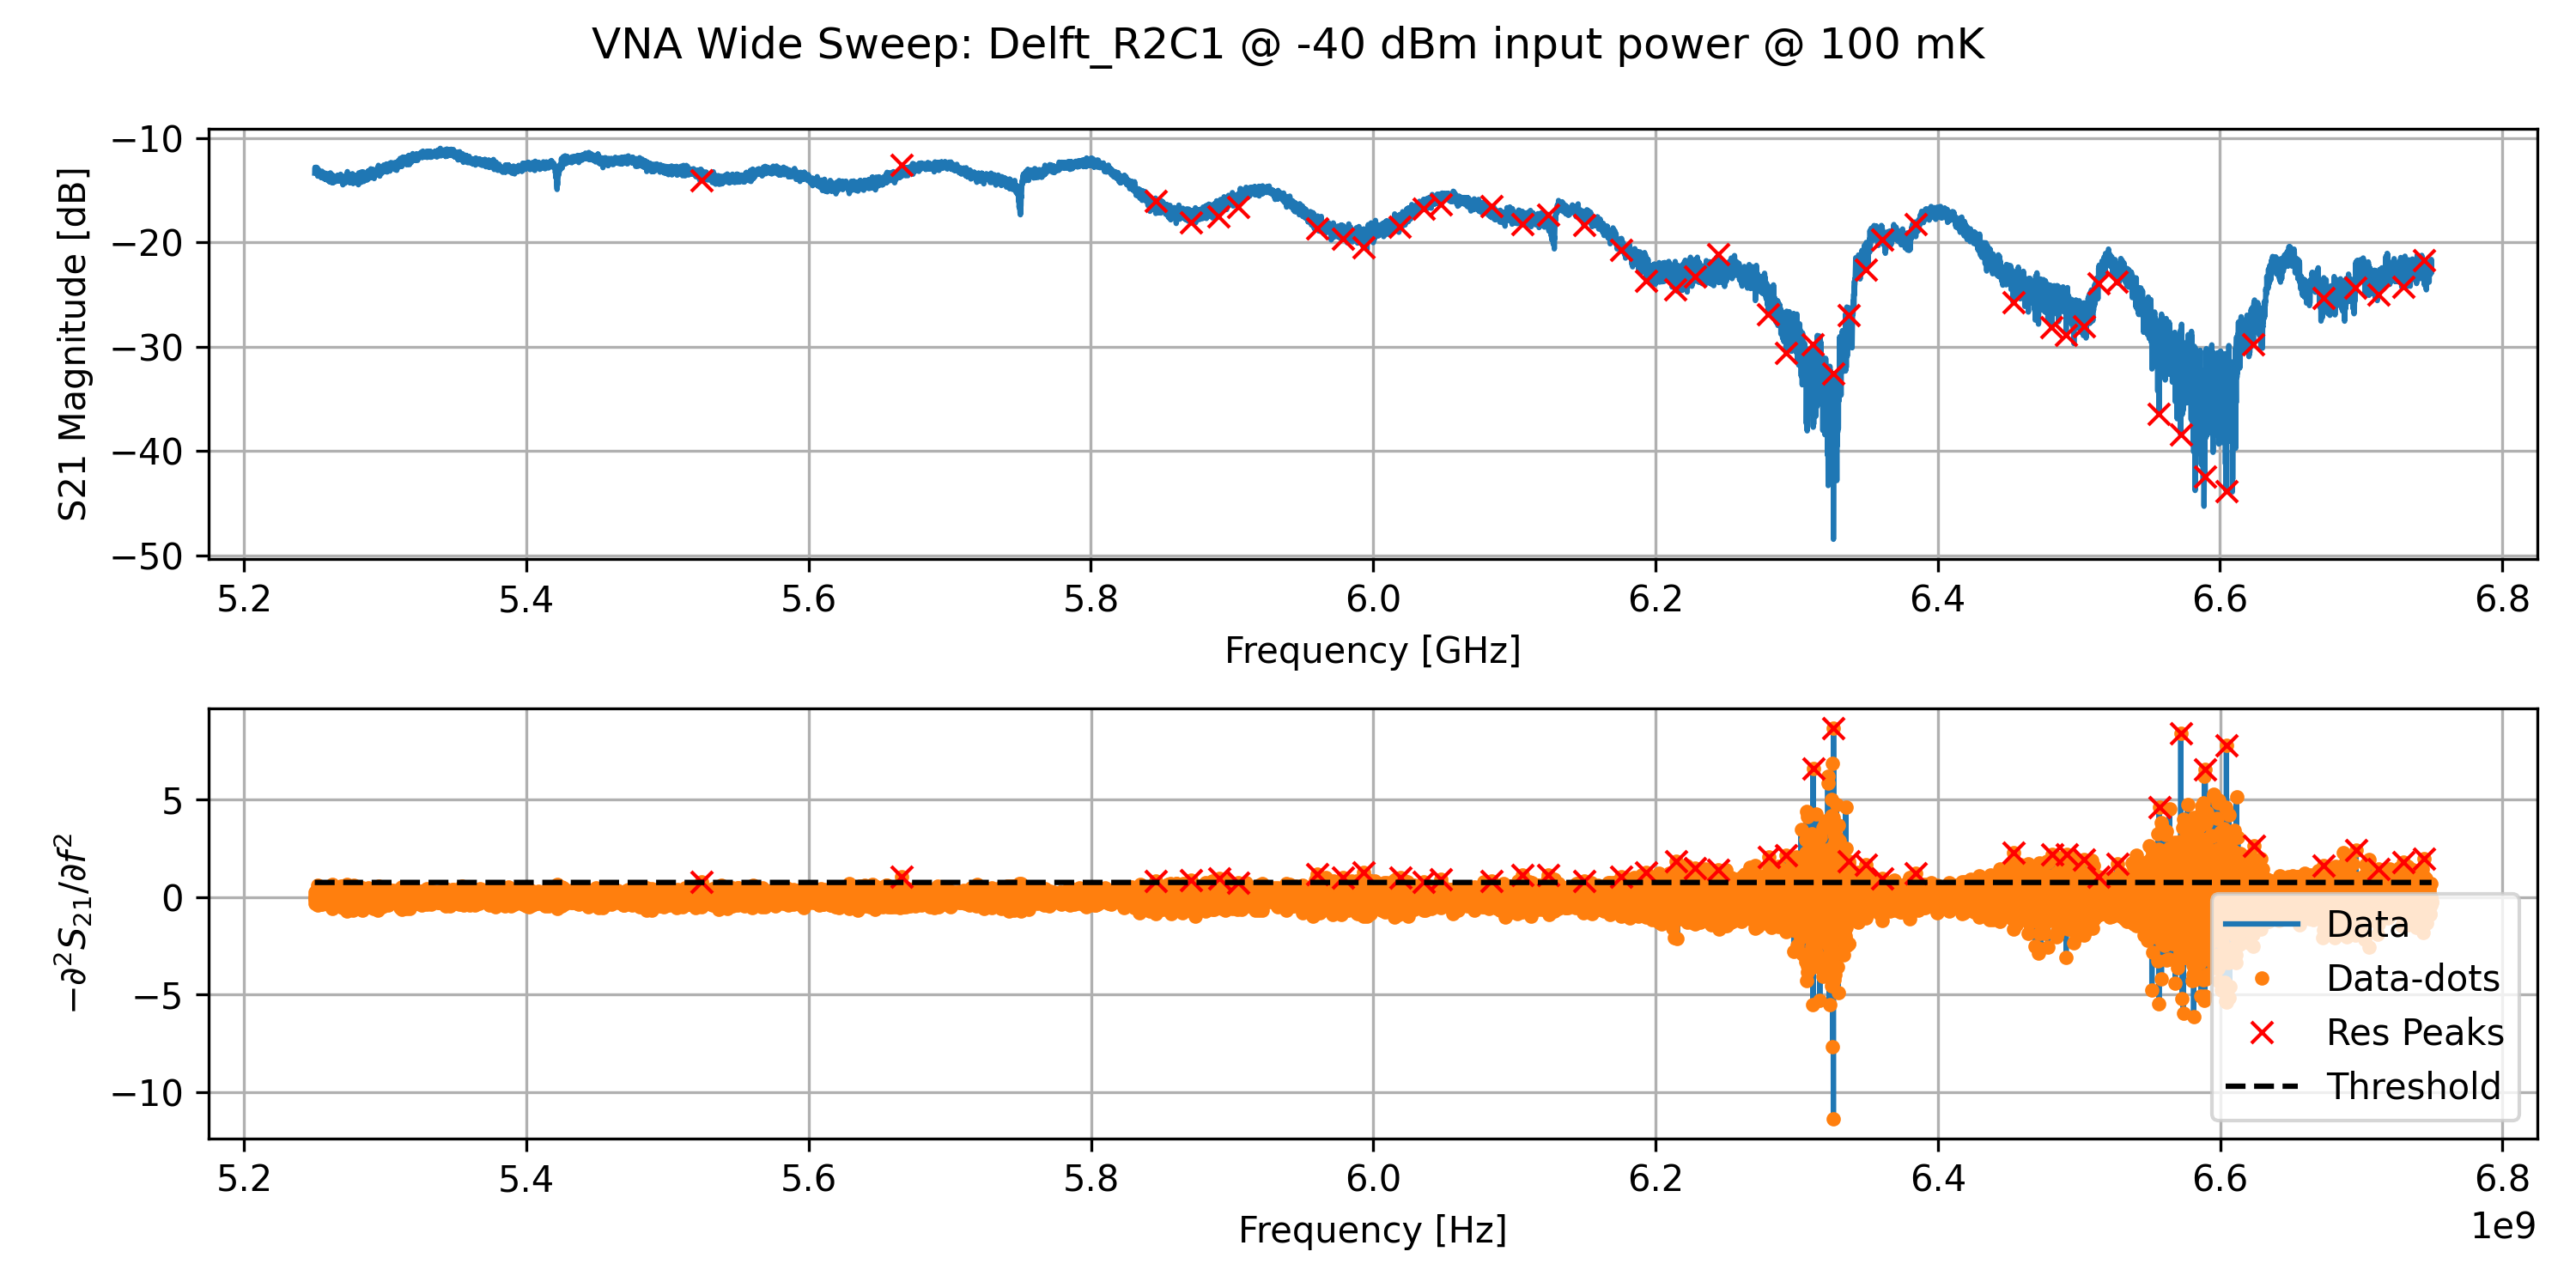 VNA Wide Sweep: Delft_R2C1 @ -40 dBm input power @ 100 mK
S21 Magnitude [dB]
−10
−20
−30
−40
−50
5.2 5.4 5.6 5.8 6.0 6.2 6.4 6.6 6.8
Frequency [GHz]
−∂²S₂₁/∂f²
5
0
−5
−10
Data
Data-dots
Res Peaks
Threshold
5.2 5.4 5.6 5.8 6.0 6.2 6.4 6.6 6.8
1e9
Frequency [Hz]